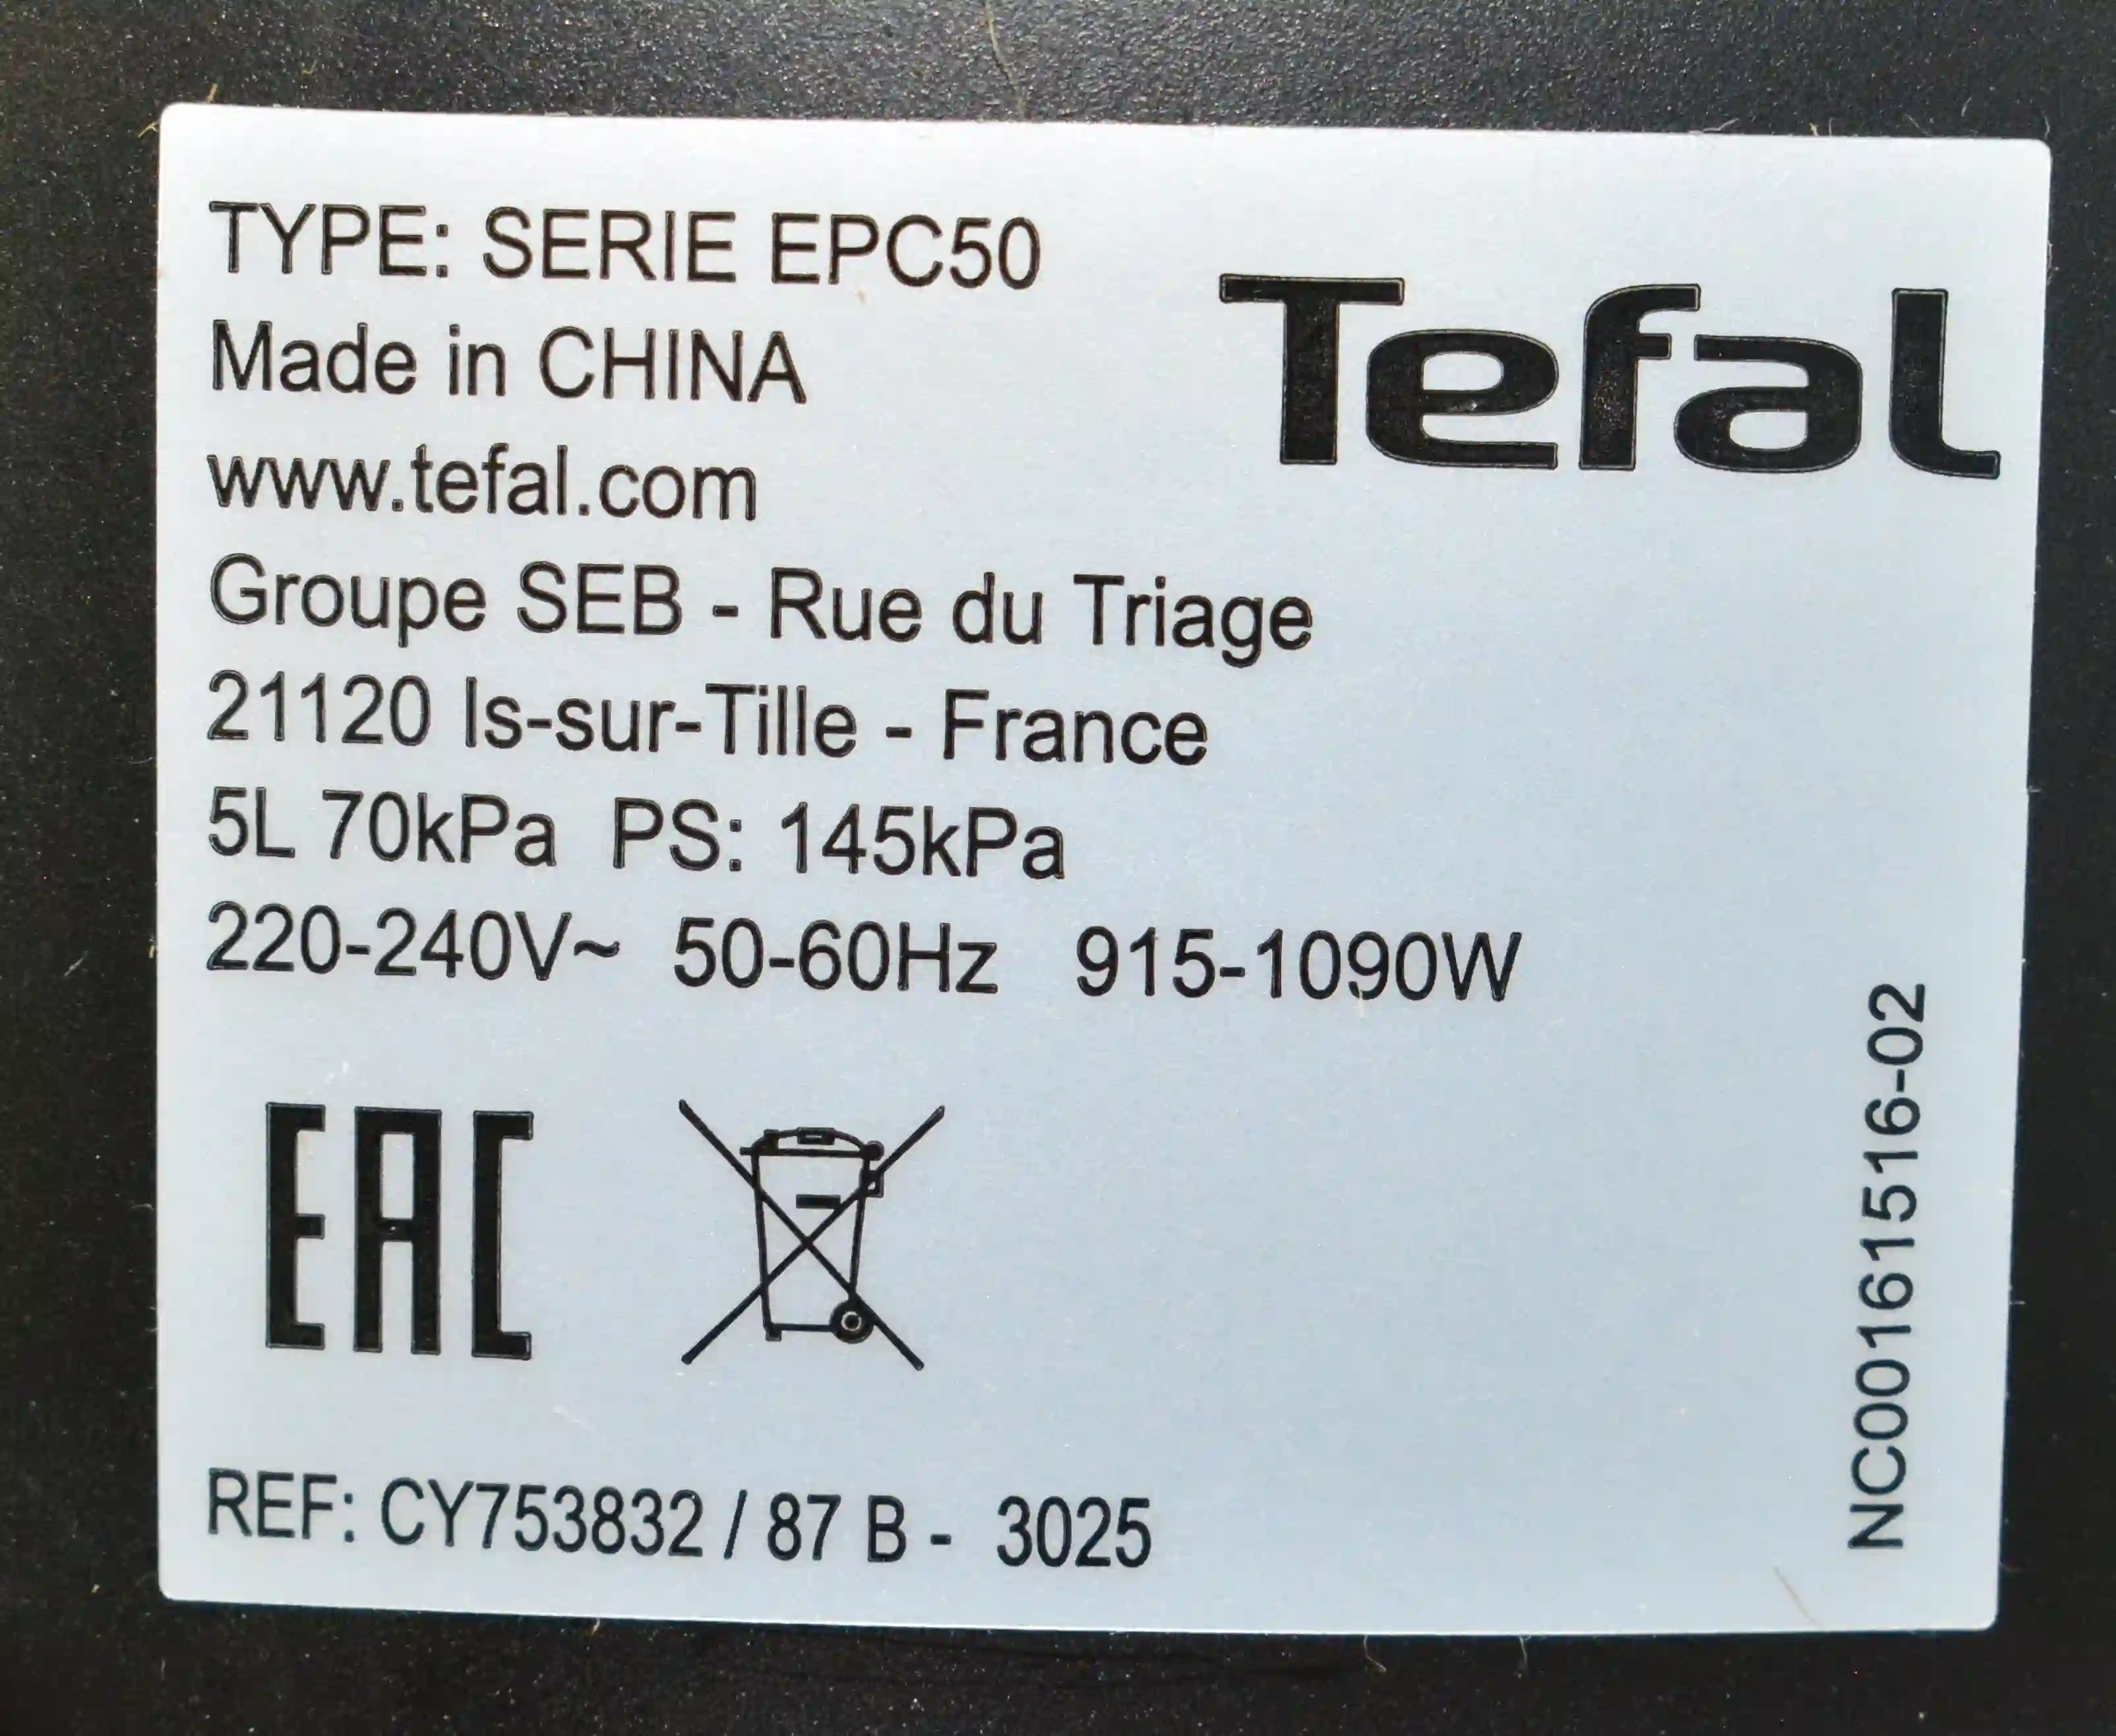 TYPE: SERIE EPC50
Made in CHINA
Tefal
www.tefal.com
Groupe SEB - Rue du Triage
21120 Is-sur-Tille - France
5L 70kPa PS: 145kPa
220-240V~ 50-60Hz 915-1090W
EAC
REF: CY753832 / 87 B - 3025
NC00161516-02